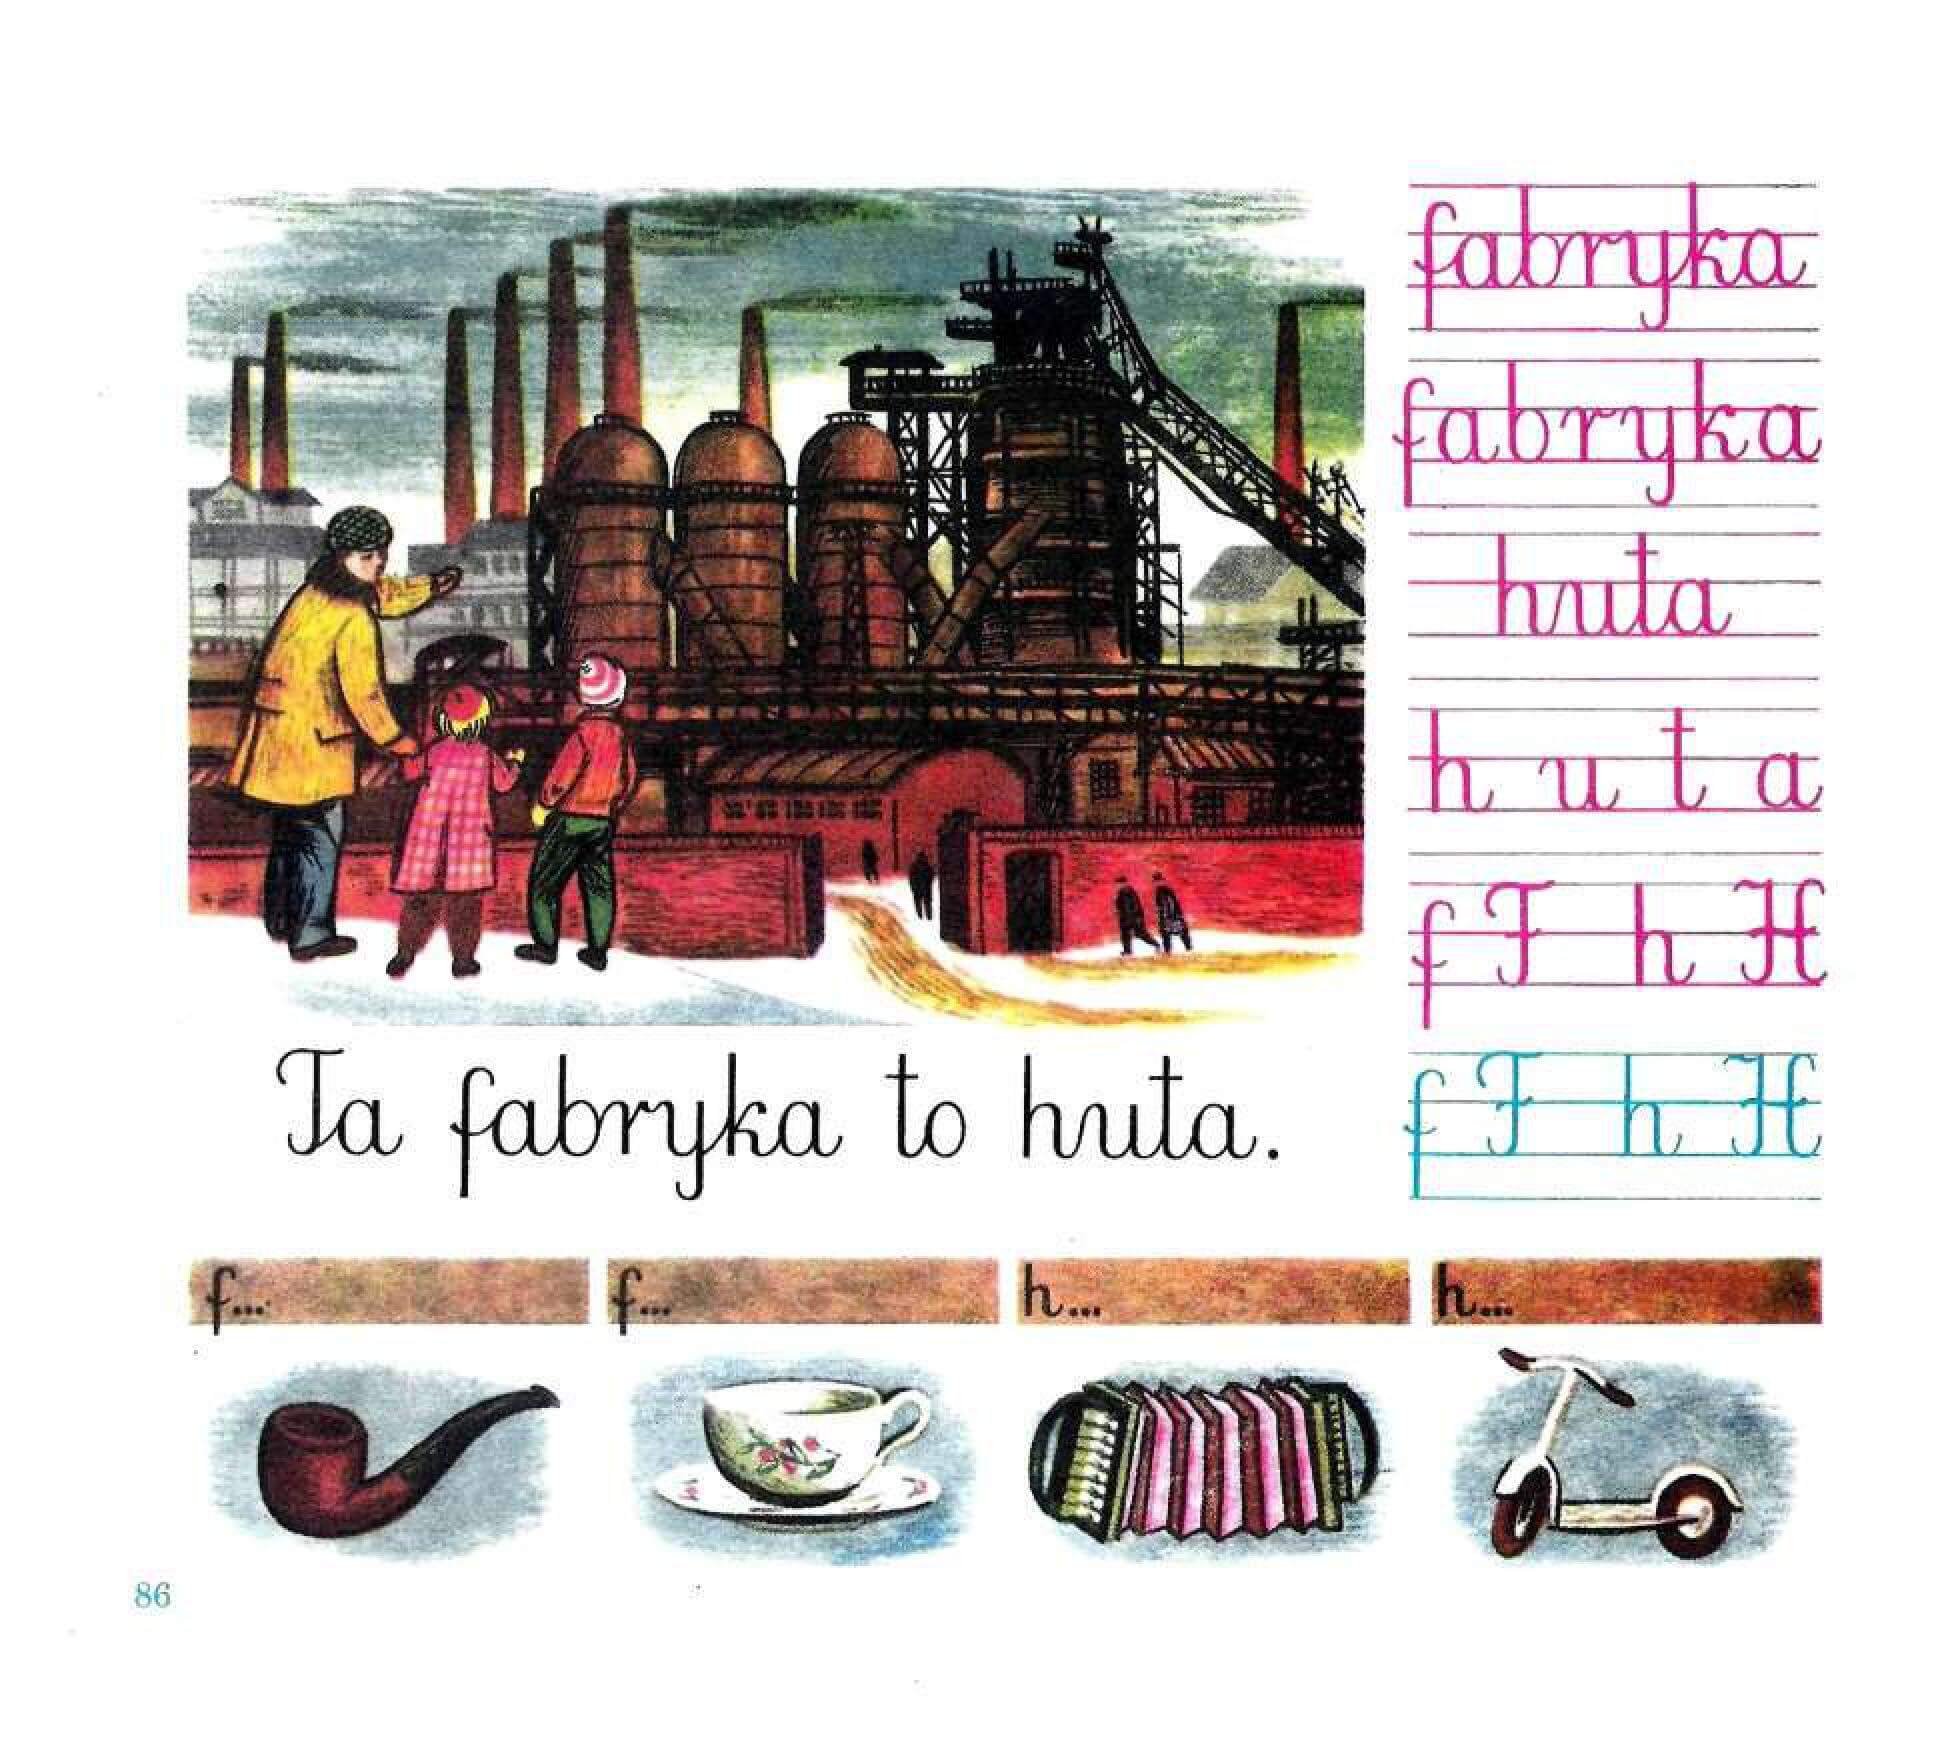 fabryka
fabryka
huta
h u t a
f F h H
f F h H
Ta fabryka to huta.
f... f... h... h...
86